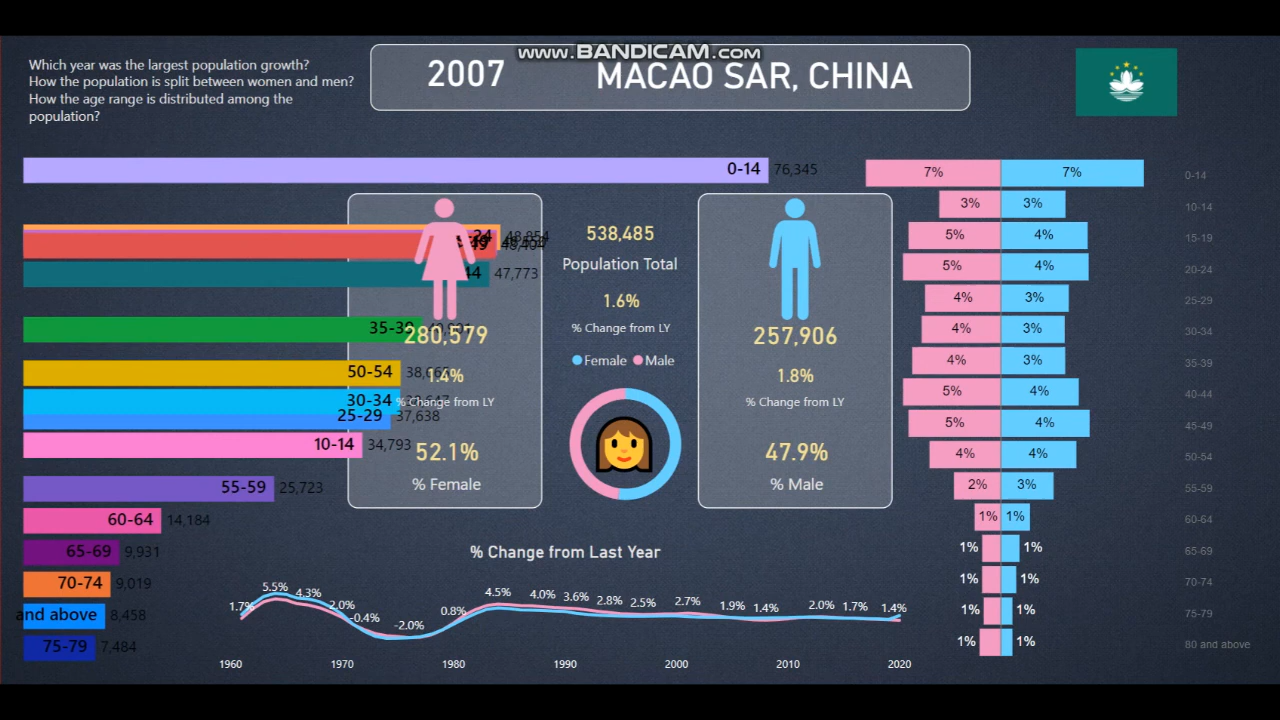 www.BANDICAM.com
Which year was the largest population growth?
How the population is split between women and men?
How the age range is distributed among the
population?
2007 MACAO SAR, CHINA
0-14 76,345
24 48,854
44 47,773
35-39
50-54
30-34
25-29 37,638
10-14 34,793
55-59 25,723
60-64 14,184
65-69 9,931
70-74 9,019
and above 8,458
75-79 7,484
280,579
1.4%
% Change from LY
52.1%
% Female
538,485
Population Total
1.6%
% Change from LY
Female Male
257,906
1.8%
% Change from LY
47.9%
% Male
7% 7% 0-14
3% 3% 10-14
5% 4% 15-19
5% 4% 20-24
4% 3% 25-29
4% 3% 30-34
4% 3% 35-39
5% 4% 40-44
5% 4% 45-49
4% 4% 50-54
2% 3% 55-59
1% 1% 60-64
1% 1% 65-69
1% 1% 70-74
1% 1% 75-79
1% 1% 80 and above
% Change from Last Year
1.7% 5.5% 4.3% 2.0% -0.4% -2.0% 0.8% 4.5% 4.0% 3.6% 2.8% 2.5% 2.7% 1.9% 1.4% 2.0% 1.7% 1.4%
1960 1970 1980 1990 2000 2010 2020